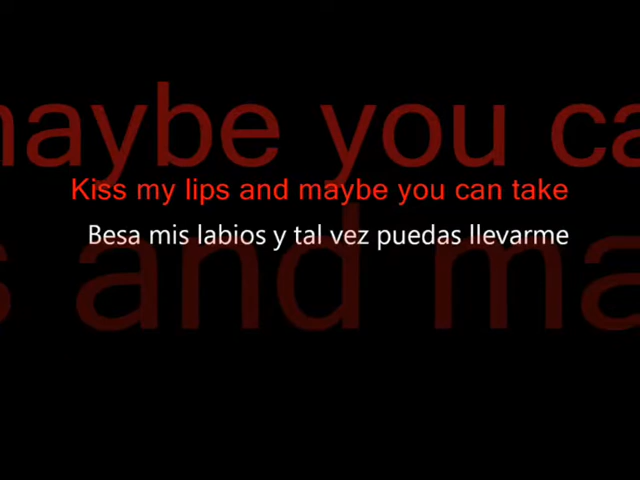 maybe you ca
Kiss my lips and maybe you can take
Besa mis labios y tal vez puedas llevarme
s and ma